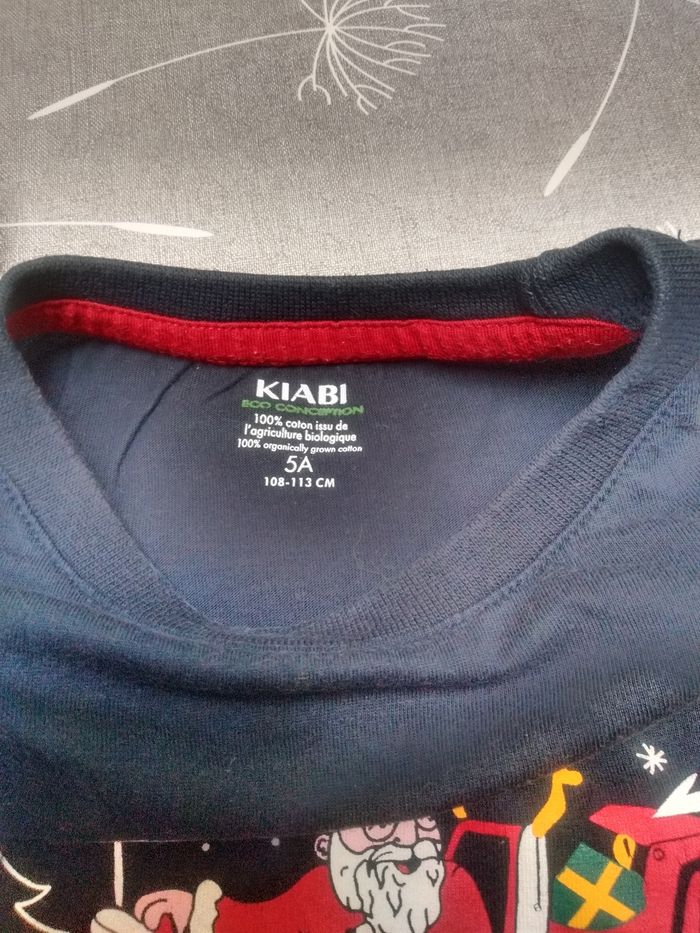 KIABI
ECO CONCEPTION
100% coton issu de
l'agriculture biologique
100% organically grown cotton
5A
108-113 CM